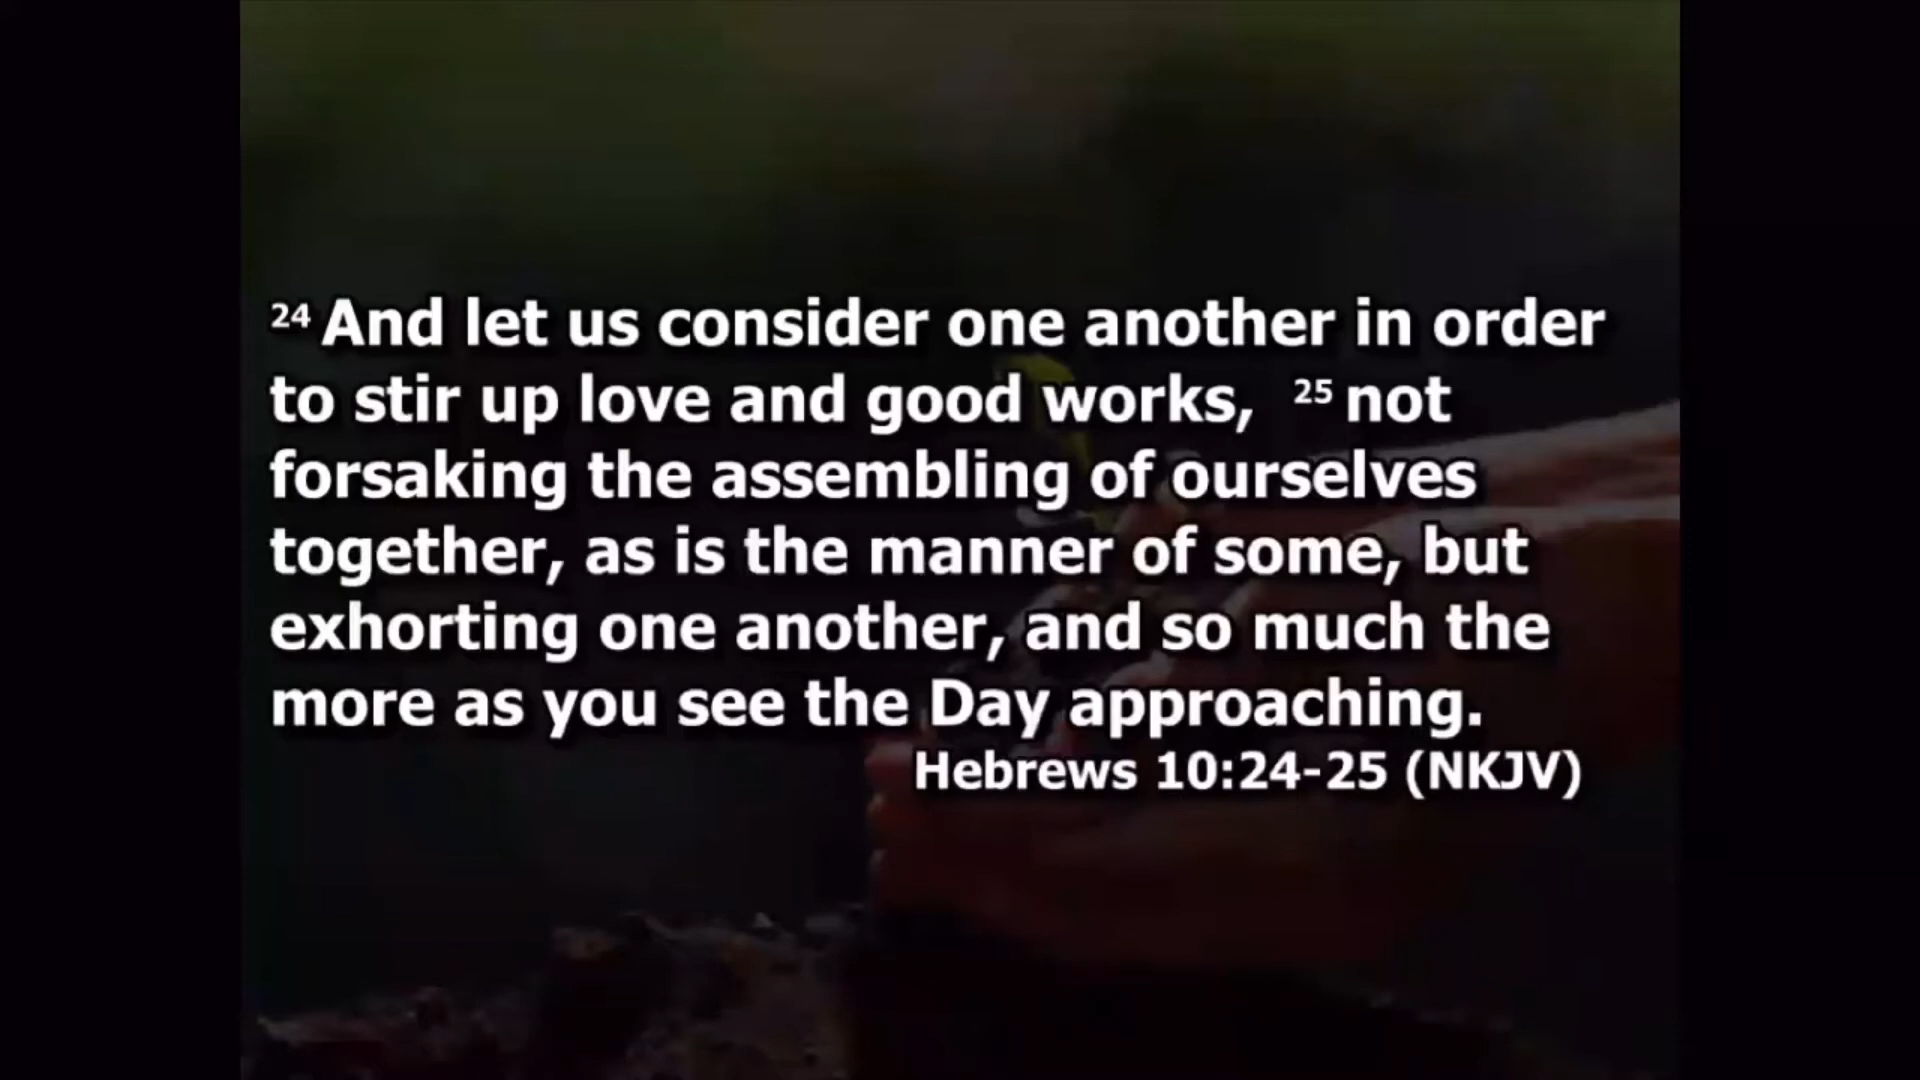 24 And let us consider one another in order
to stir up love and good works, 25 not
forsaking the assembling of ourselves
together, as is the manner of some, but
exhorting one another, and so much the
more as you see the Day approaching.
Hebrews 10:24-25 (NKJV)